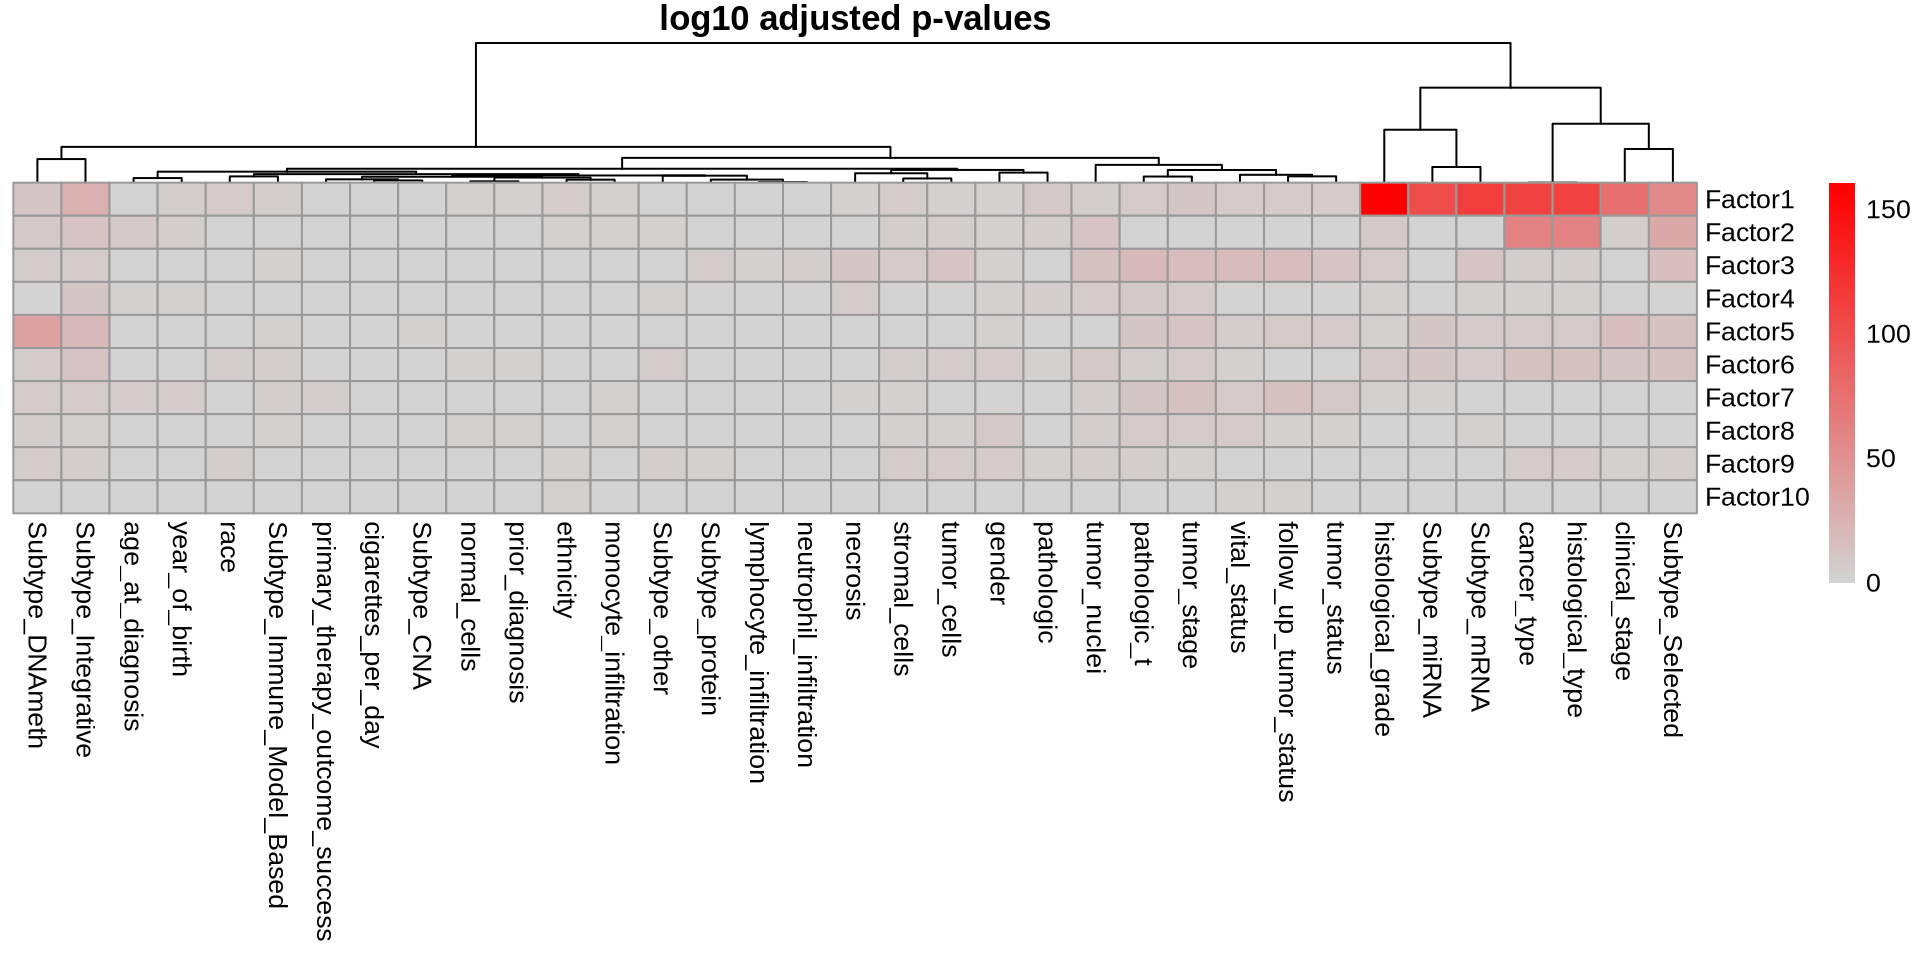 log10 adjusted p-values
Factor1
Factor2
Factor3
Factor4
Factor5
Factor6
Factor7
Factor8
Factor9
Factor10
150
100
50
0
Subtype_DNAmeth
Subtype_Integrative
age_at_diagnosis
year_of_birth
race
Subtype_Immune_Model_Based
primary_therapy_outcome_success
cigarettes_per_day
Subtype_CNA
normal_cells
prior_diagnosis
ethnicity
monocyte_infiltration
Subtype_other
Subtype_protein
lymphocyte_infiltration
neutrophil_infiltration
necrosis
stromal_cells
tumor_cells
gender
pathologic
tumor_nuclei
pathologic_t
tumor_stage
vital_status
follow_up_tumor_status
tumor_status
histological_grade
Subtype_miRNA
Subtype_mRNA
cancer_type
histological_type
clinical_stage
Subtype_Selected